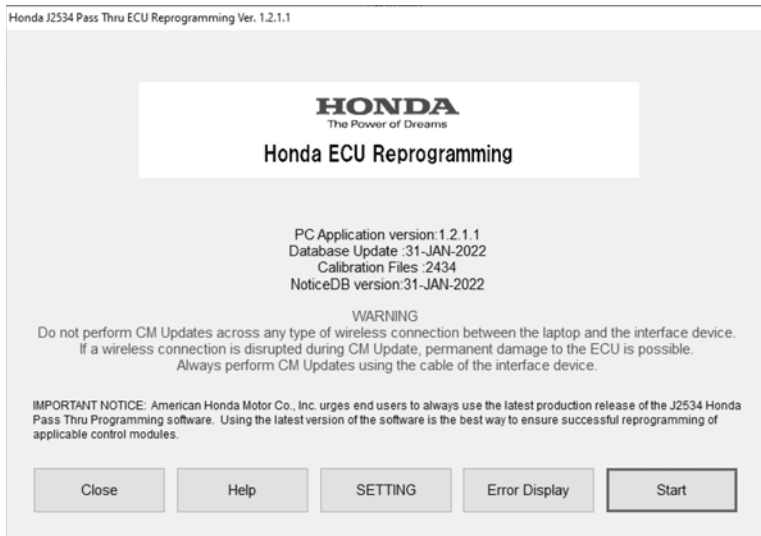 Honda J2534 Pass Thru ECU Reprogramming Ver. 1.2.1.1
HONDA
The Power of Dreams
Honda ECU Reprogramming
PC Application version:1.2.1.1
Database Update :31-JAN-2022
Calibration Files :2434
NoticeDB version:31-JAN-2022
WARNING
Do not perform CM Updates across any type of wireless connection between the laptop and the interface device.
If a wireless connection is disrupted during CM Update, permanent damage to the ECU is possible.
Always perform CM Updates using the cable of the interface device.
IMPORTANT NOTICE: American Honda Motor Co., Inc. urges end users to always use the latest production release of the J2534 Honda
Pass Thru Programming software. Using the latest version of the software is the best way to ensure successful reprogramming of
applicable control modules.
Close
Help
SETTING
Error Display
Start